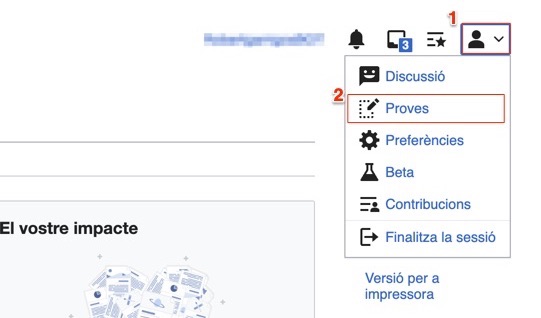 1
3
Discussió
2
Proves
Preferències
Beta
Contribucions
Finalitza la sessió
El vostre impacte
Versió per a
impressora